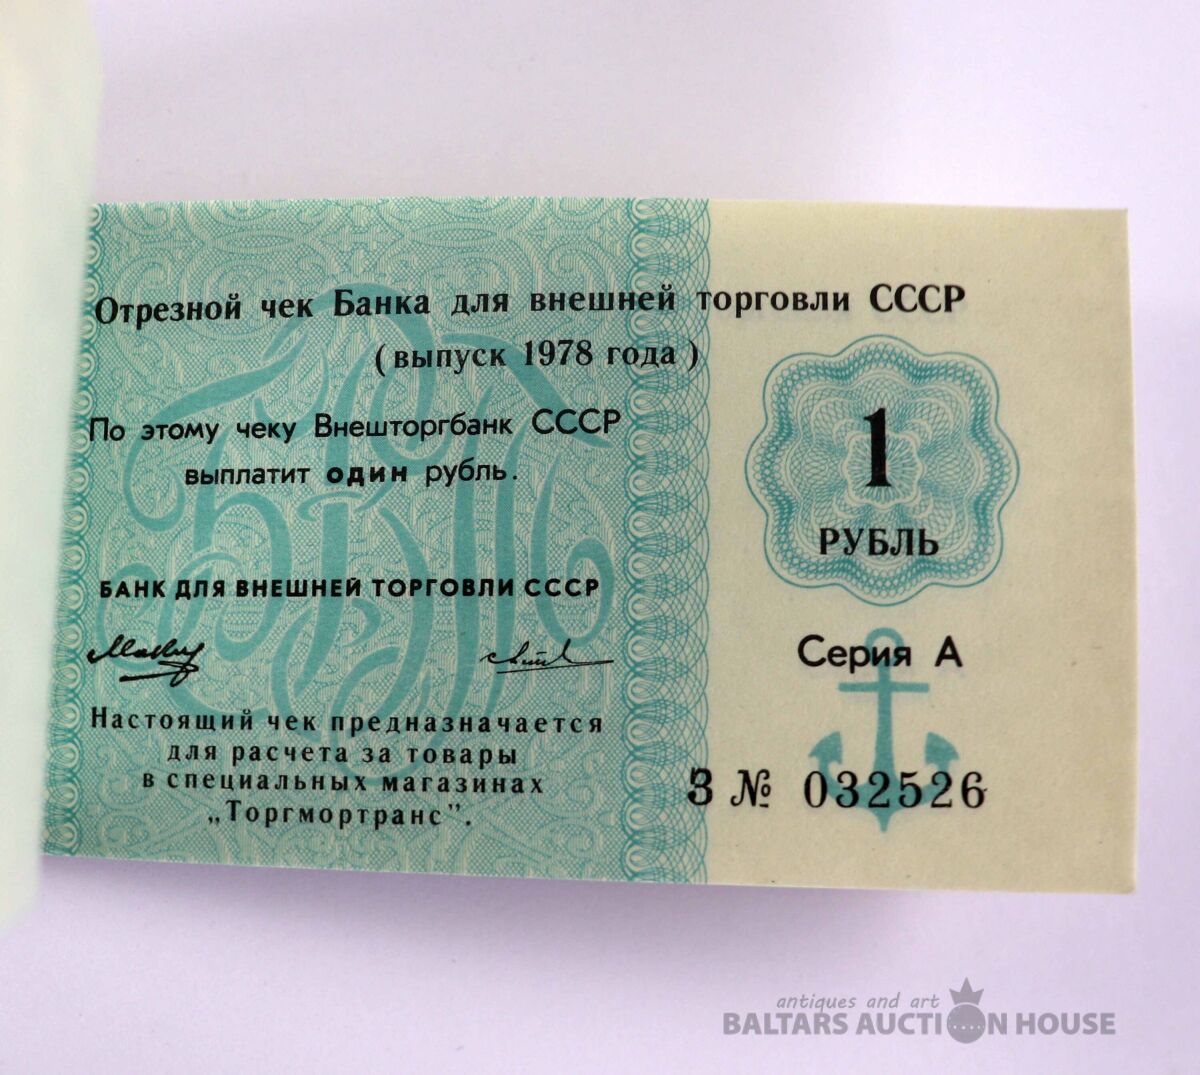 Отрезной чек Банка для внешней торговли СССР
(выпуск 1978 года)
По этому чеку Внешторгбанк СССР
выплатит один рубль.
БАНК ДЛЯ ВНЕШНЕЙ ТОРГОВЛИ СССР
Настоящий чек предназначается
для расчета за товары
в специальных магазинах
„Торгмортранс".
1
РУБЛЬ
Серия А
З № 032526
antiques and art
BALTARS AUCTION HOUSE